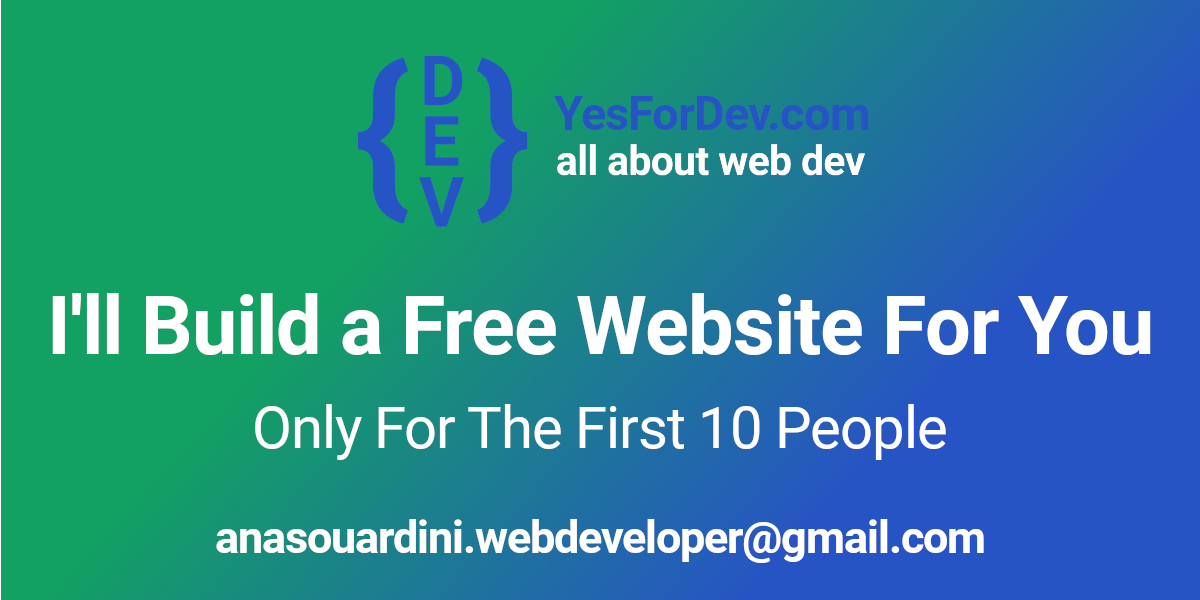 {DEV}
YesForDev.com
all about web dev
I'll Build a Free Website For You
Only For The First 10 People
anasouardini.webdeveloper@gmail.com